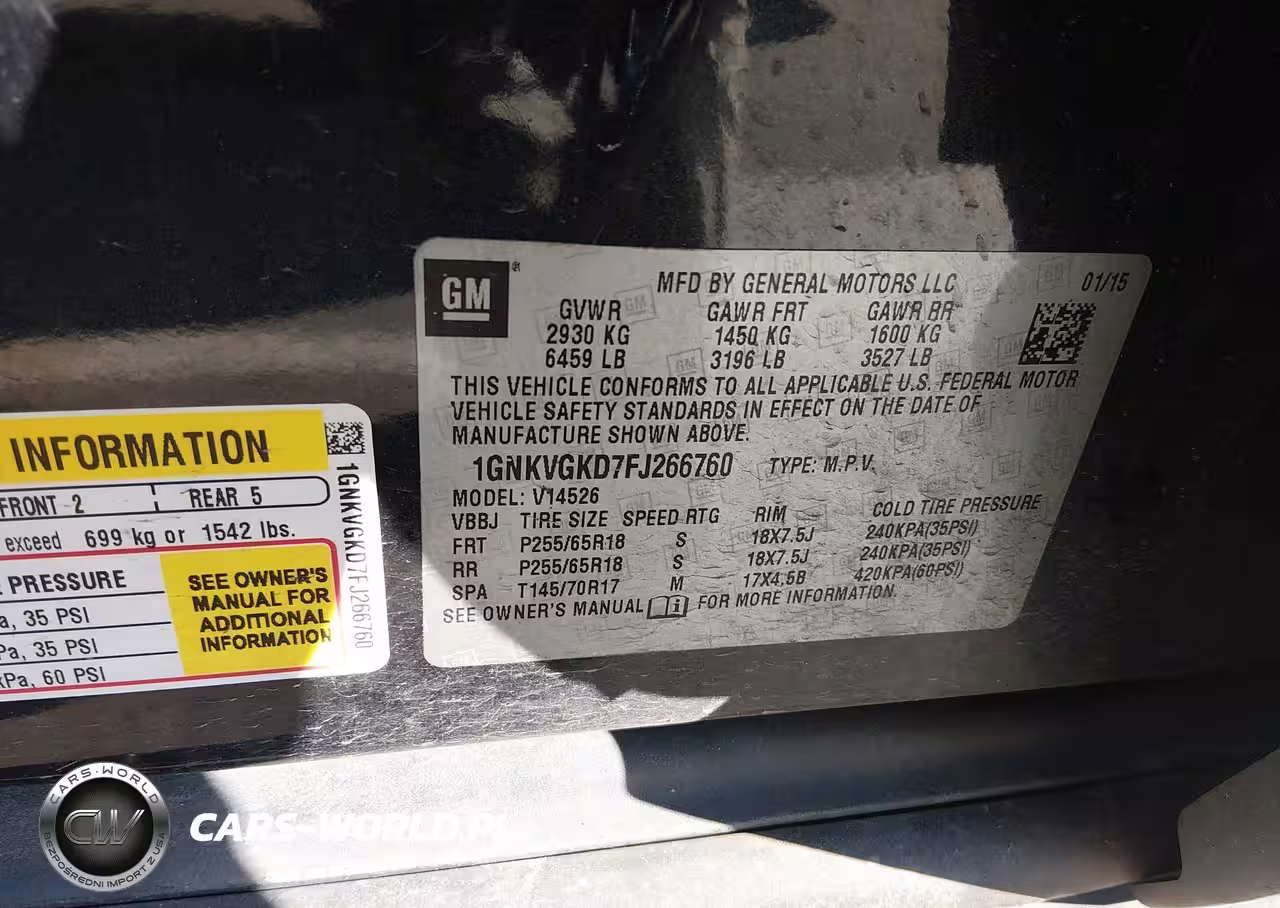 GM
MFD BY GENERAL MOTORS LLC 01/15
GVWR GAWR FRT GAWR RR
2930 KG 1450 KG 1600 KG
6459 LB 3196 LB 3527 LB
THIS VEHICLE CONFORMS TO ALL APPLICABLE U.S. FEDERAL MOTOR
VEHICLE SAFETY STANDARDS IN EFFECT ON THE DATE OF
MANUFACTURE SHOWN ABOVE.
1GNKVGKD7FJ266760 TYPE: M.P.V.
MODEL: V14526
VBBJ TIRE SIZE SPEED RTG RIM COLD TIRE PRESSURE
FRT P255/65R18 S 18X7.5J 240KPA(35PSI)
RR P255/65R18 S 18X7.5J 240KPA(35PSI)
SPA T145/70R17 M 17X4.5B 420KPA(60PSI)
SEE OWNER'S MANUAL FOR MORE INFORMATION.
INFORMATION
FRONT 2 REAR 5
exceed 699 kg or 1542 lbs.
PRESSURE
a, 35 PSI
Pa, 35 PSI
kPa, 60 PSI
SEE OWNER'S
MANUAL FOR
ADDITIONAL
INFORMATION
1GNKVGKD7FJ266760
CARS-WORLD
CW
BEZPOŚREDNI IMPORT Z USA
CARS-WORLD.PL